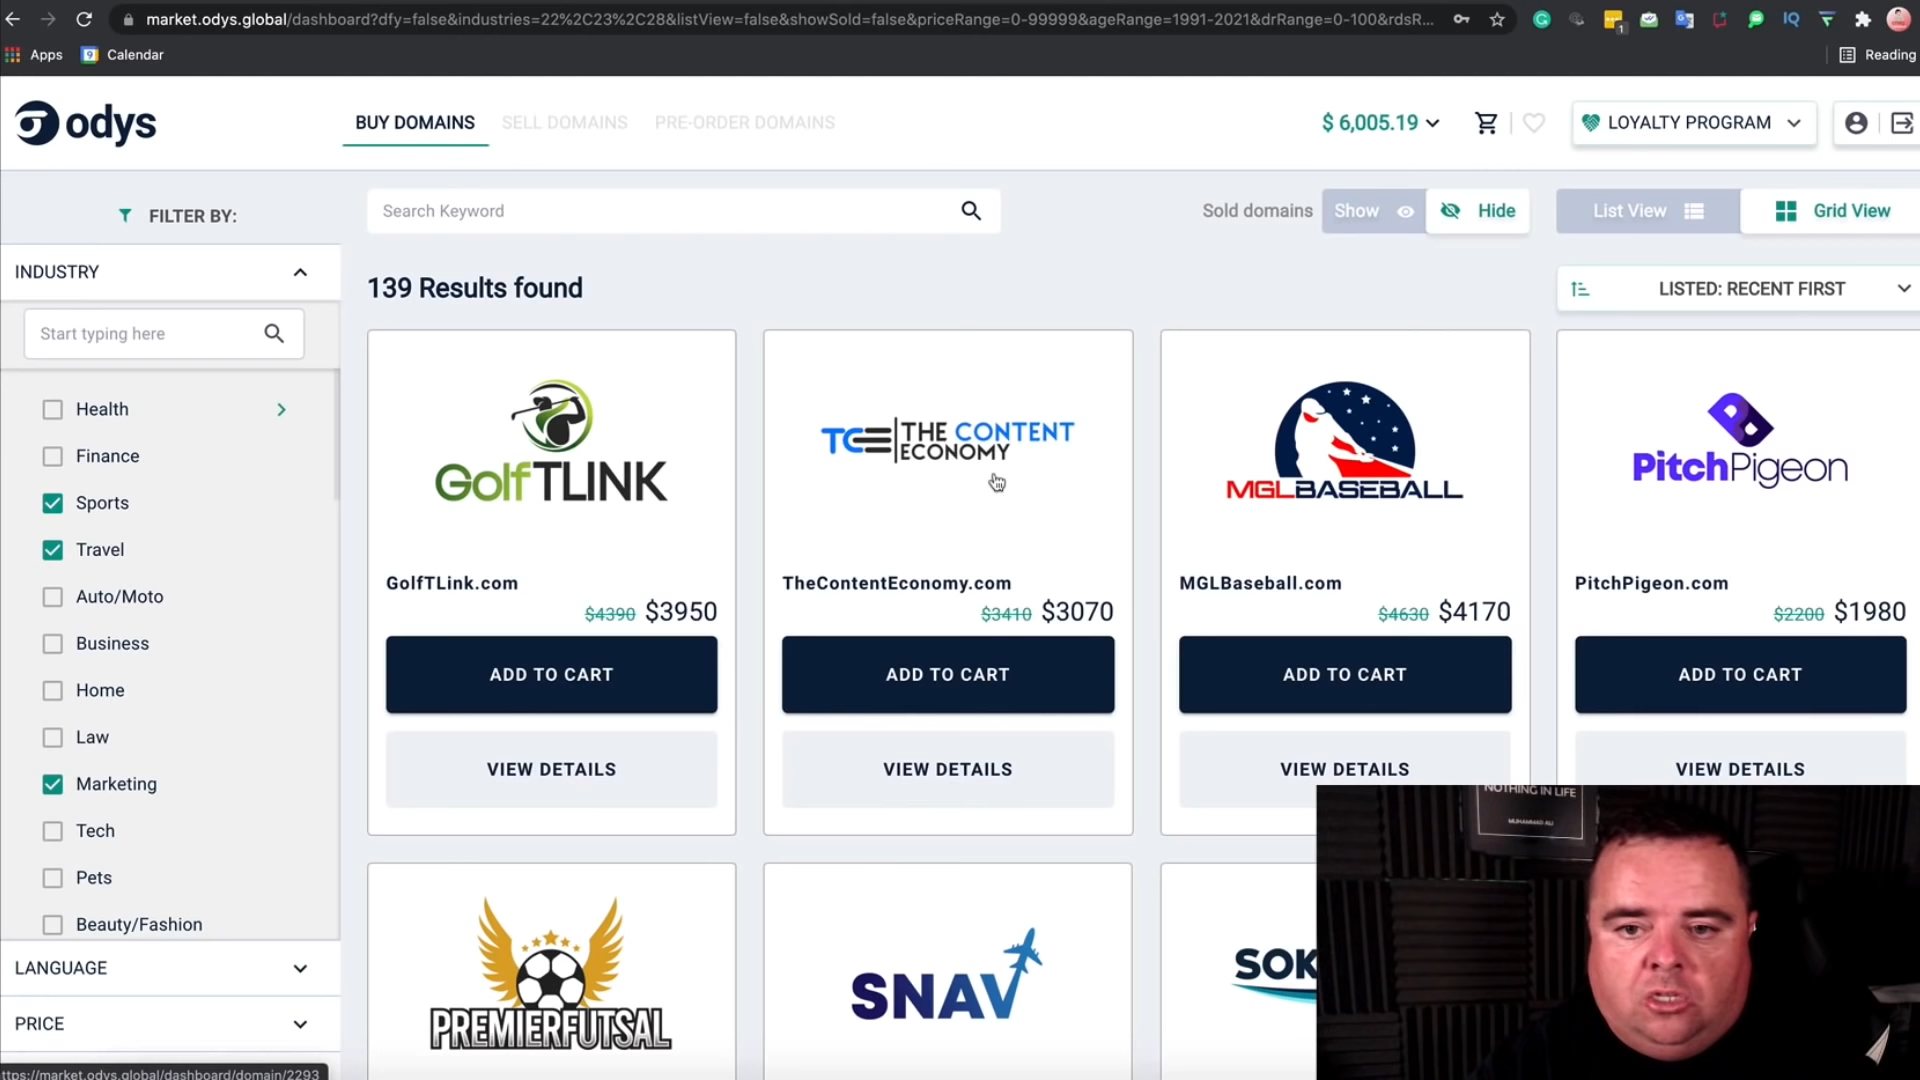 market.odys.global/dashboard?dfy=false&industries=22%2C23%2C28&listView=false&showSold=false&priceRange=0-99999&ageRange=1991-2021&drRange=0-100&rdsR...
Apps
Calendar
Reading
odys
BUY DOMAINS
SELL DOMAINS
PRE-ORDER DOMAINS
$ 6,005.19
LOYALTY PROGRAM
FILTER BY:
Search Keyword
Sold domains
Show
Hide
List View
Grid View
INDUSTRY
139 Results found
LISTED: RECENT FIRST
Start typing here
Health
Finance
Sports
Travel
Auto/Moto
Business
Home
Law
Marketing
Tech
Pets
Beauty/Fashion
LANGUAGE
PRICE
GolfTLINK
GolfTLink.com
$4390 $3950
ADD TO CART
VIEW DETAILS
TCE THE CONTENT
ECONOMY
TheContentEconomy.com
$3410 $3070
ADD TO CART
VIEW DETAILS
MGLBASEBALL
MGLBaseball.com
$4630 $4170
ADD TO CART
VIEW DETAILS
PitchPigeon
PitchPigeon.com
$2200 $1980
ADD TO CART
VIEW DETAILS
PREMIERFUTSAL
SNAV
SOK
NOTHING IN LIFE
MUHAMMAD ALI
ttps://market.odys.global/dashboard/domain/2293